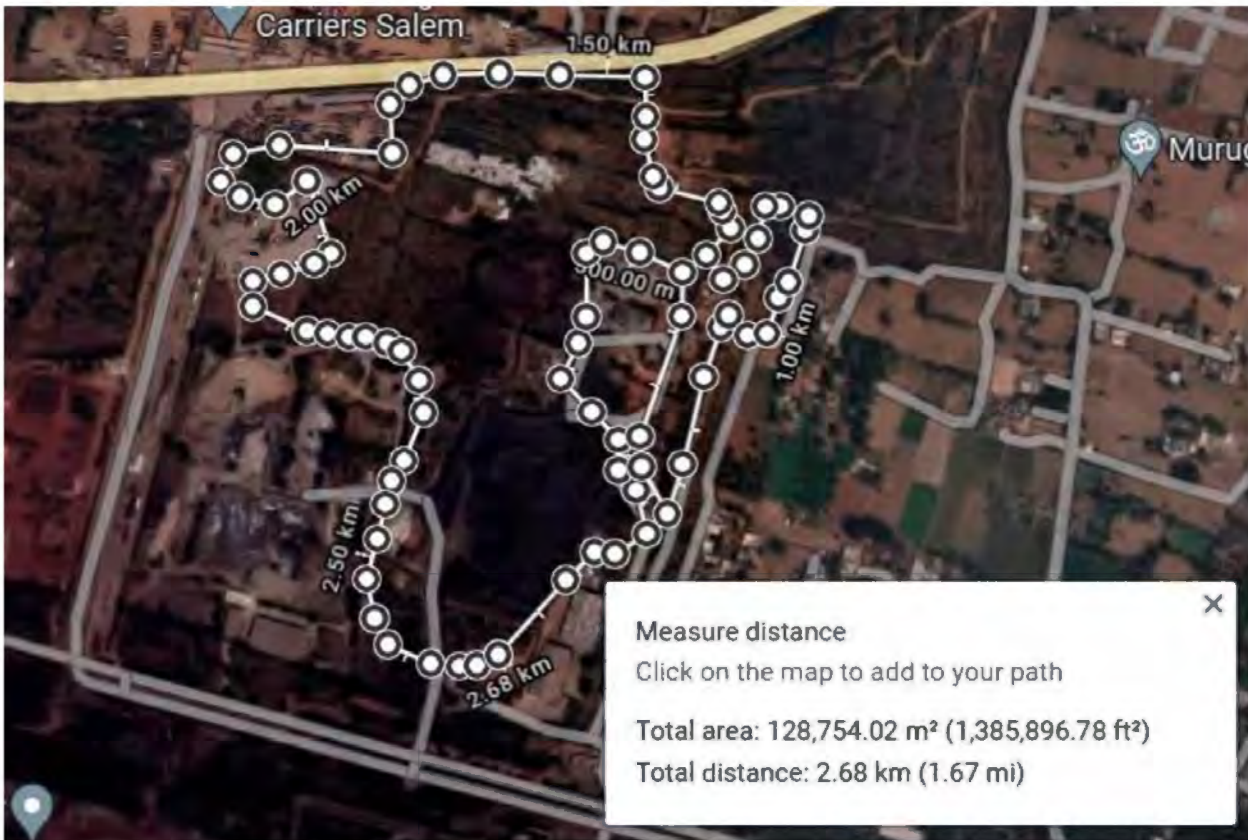 Carriers Salem
1.50 km
Murug
2.00 km
500.00 m
1.00 km
2.50 km
2.68 km
Measure distance
Click on the map to add to your path
Total area: 128,754.02 m² (1,385,896.78 ft²)
Total distance: 2.68 km (1.67 mi)